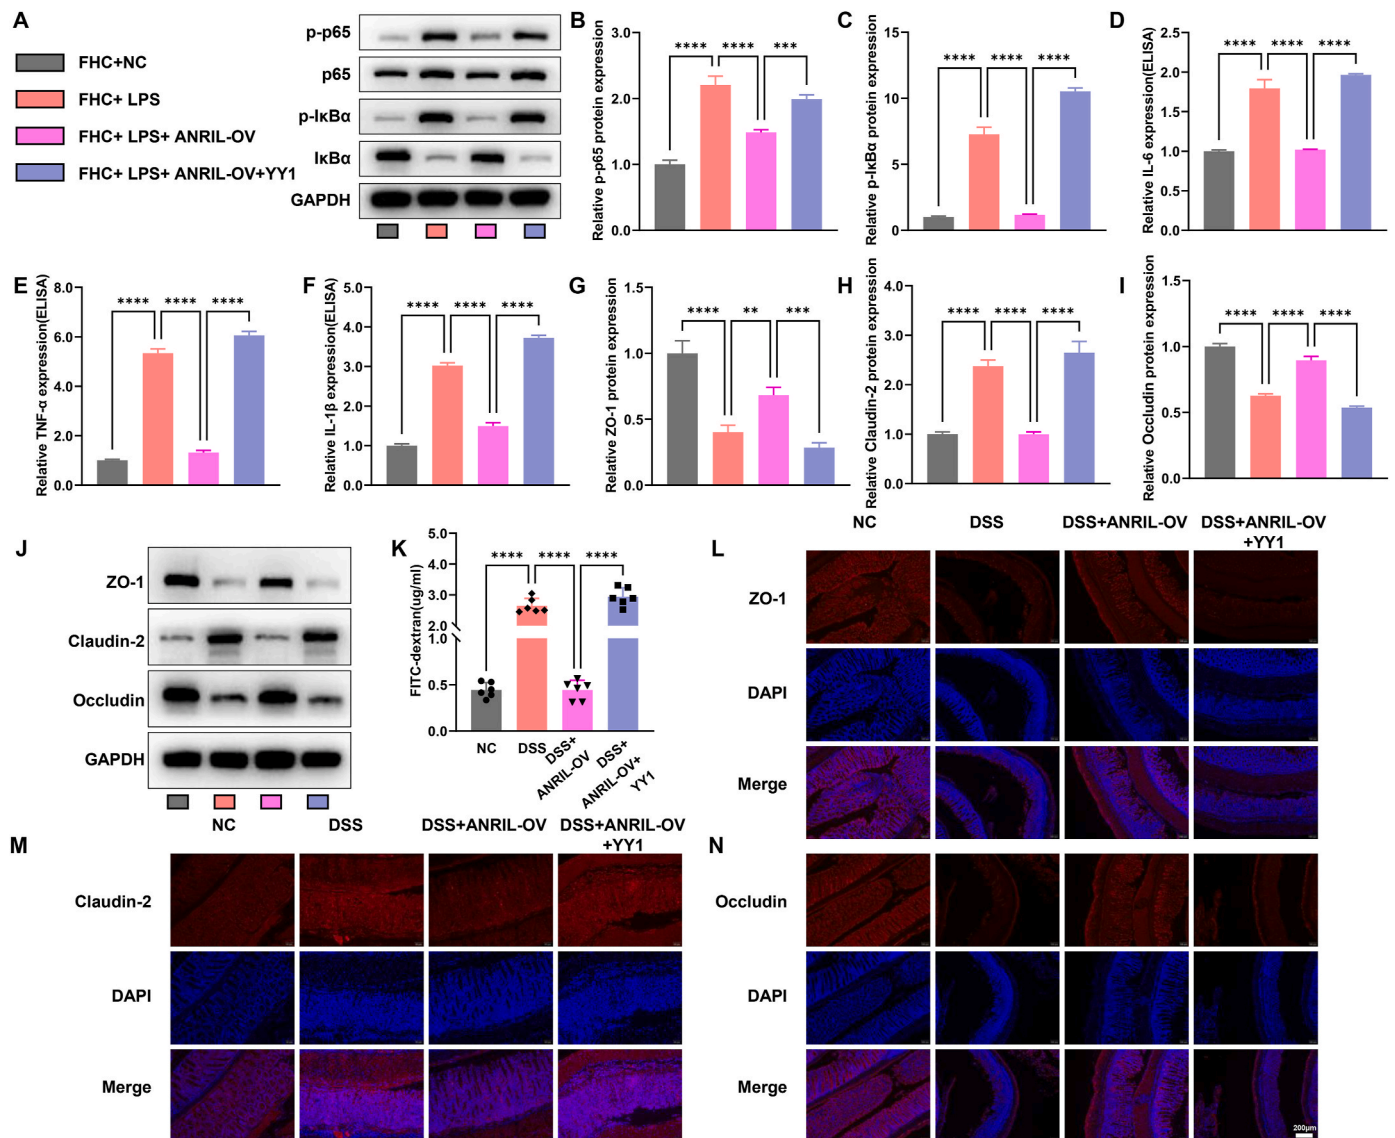 A
FHC+NC
FHC+ LPS
FHC+ LPS+ ANRIL-OV
FHC+ LPS+ ANRIL-OV+YY1
p-p65
p65
p-IκBα
IκBα
GAPDH
B
Relative p-p65 protein expression
3.0
2.0
1.0
0.0
**** **** ***
C
Relative p-IκBα protein expression
15
10
5
0
**** **** ****
D
Relative IL-6 expression(ELISA)
2.5
2.0
1.5
1.0
0.5
0.0
**** **** ****
E
Relative TNF-α expression(ELISA)
8.0
6.0
4.0
2.0
0.0
**** **** ****
F
Relative IL-1β expression(ELISA)
5.0
4.0
3.0
2.0
1.0
0.0
**** **** ****
G
Relative ZO-1 protein expression
1.5
1.0
0.5
0.0
**** ** ***
H
Relative Claudin-2 protein expression
4.0
3.0
2.0
1.0
0.0
**** **** ****
I
Relative Occludin protein expression
1.5
1.0
0.5
0.0
**** **** ****
J
ZO-1
Claudin-2
Occludin
GAPDH
K
FITC-dextran(ug/ml)
5.0
4.0
3.0
2.0
1.0
0.5
0.0
**** **** ****
NC
DSS
DSS+
ANRIL-OV
DSS+
ANRIL-OV+
YY1
L
NC DSS DSS+ANRIL-OV DSS+ANRIL-OV
+YY1
ZO-1
DAPI
Merge
M
NC DSS DSS+ANRIL-OV DSS+ANRIL-OV
+YY1
Claudin-2
DAPI
Merge
N
Occludin
DAPI
Merge
200μm